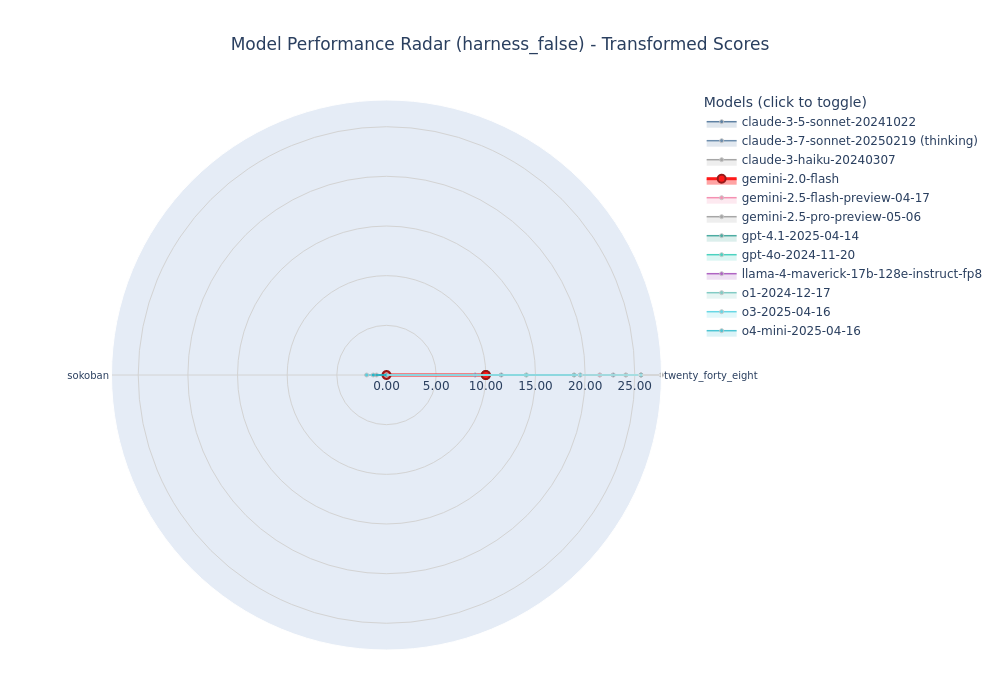 Model Performance Radar (harness_false) - Transformed Scores
Models (click to toggle)
claude-3-5-sonnet-20241022
claude-3-7-sonnet-20250219 (thinking)
claude-3-haiku-20240307
gemini-2.0-flash
gemini-2.5-flash-preview-04-17
gemini-2.5-pro-preview-05-06
gpt-4.1-2025-04-14
gpt-4o-2024-11-20
llama-4-maverick-17b-128e-instruct-fp8
o1-2024-12-17
o3-2025-04-16
o4-mini-2025-04-16
sokoban
twenty_forty_eight
0.00 5.00 10.00 15.00 20.00 25.00